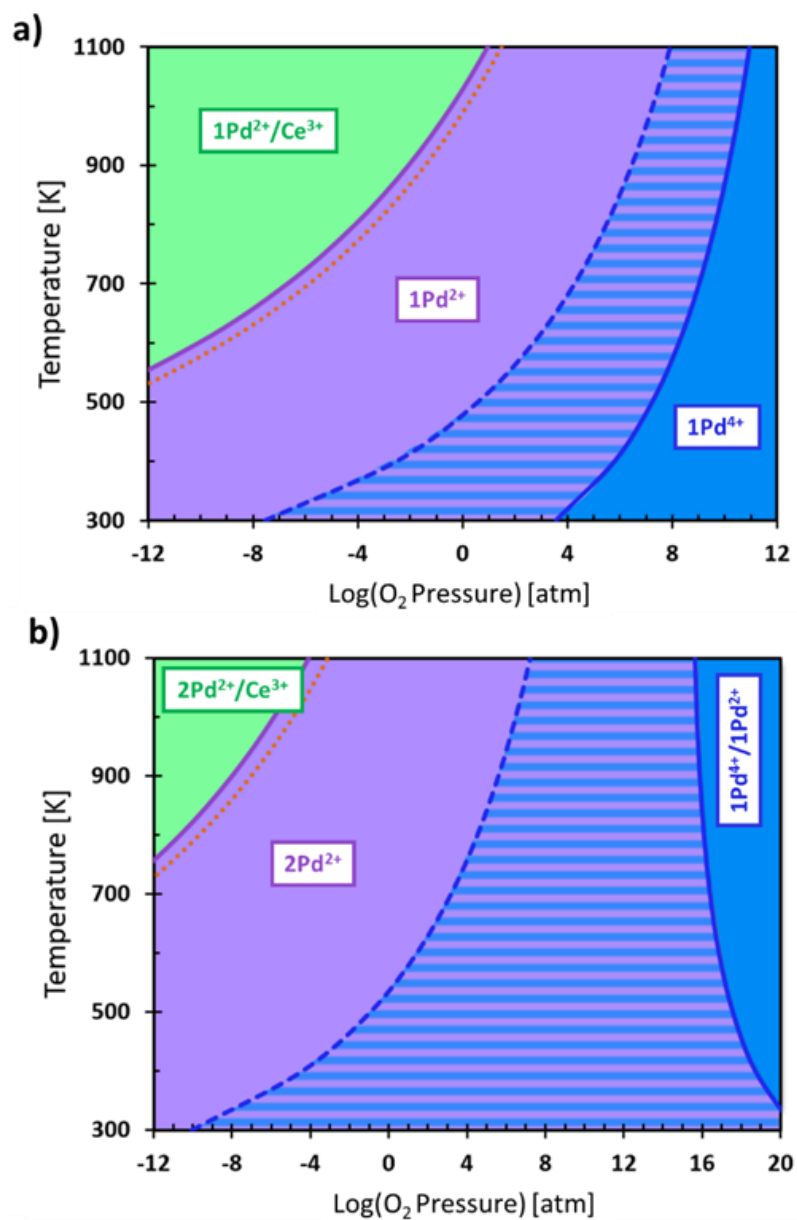 a)
1100
900
700
500
300
Temperature [K]
1Pd²⁺/Ce³⁺
1Pd²⁺
1Pd⁴⁺
-12 -8 -4 0 4 8 12
Log(O₂ Pressure) [atm]
b)
1100
900
700
500
300
Temperature [K]
2Pd²⁺/Ce³⁺
2Pd²⁺
1Pd⁴⁺/1Pd²⁺
-12 -8 -4 0 4 8 12 16 20
Log(O₂ Pressure) [atm]